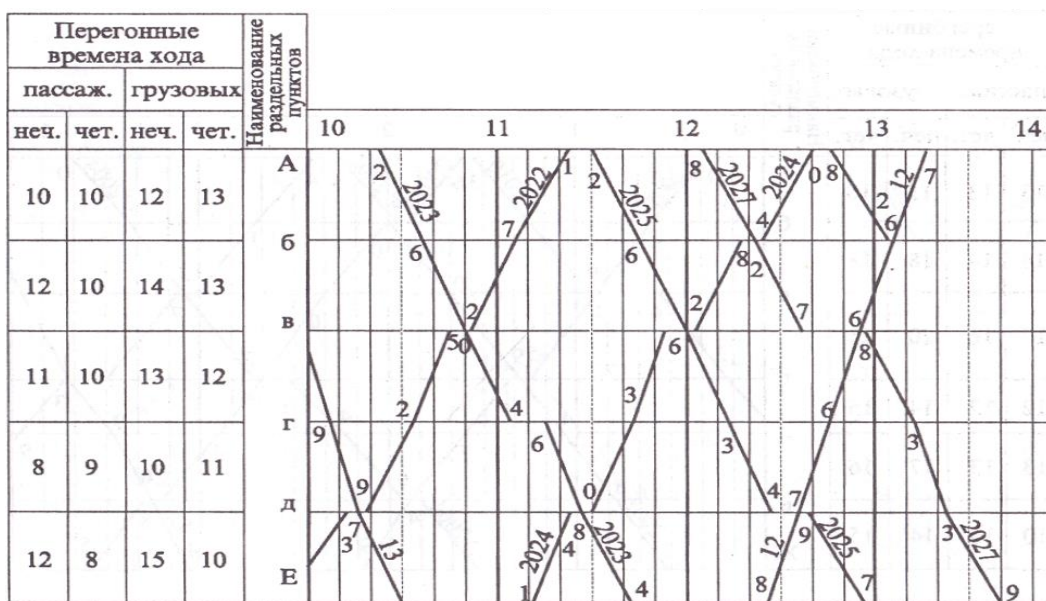 Перегонные
времена хода
пассаж. грузовых
неч. чет. неч. чет.
Наименование
раздельных
пунктов
10 11 12 13 14
А
10 10 12 13
б
12 10 14 13
в
11 10 13 12
г
8 9 10 11
д
12 8 15 10
Е
2 1 2 8 0 8 7
2023 2022 2025 2027 2024 12
6 7 6 4 2 6
8 2
2 2 7 6
5 0 6 8
9 2 4 3 6
6 3 3
9 0 4 7
3 7 13 4 8 9 3
2024 2023 12 2025 2027
1 4 8 7 9